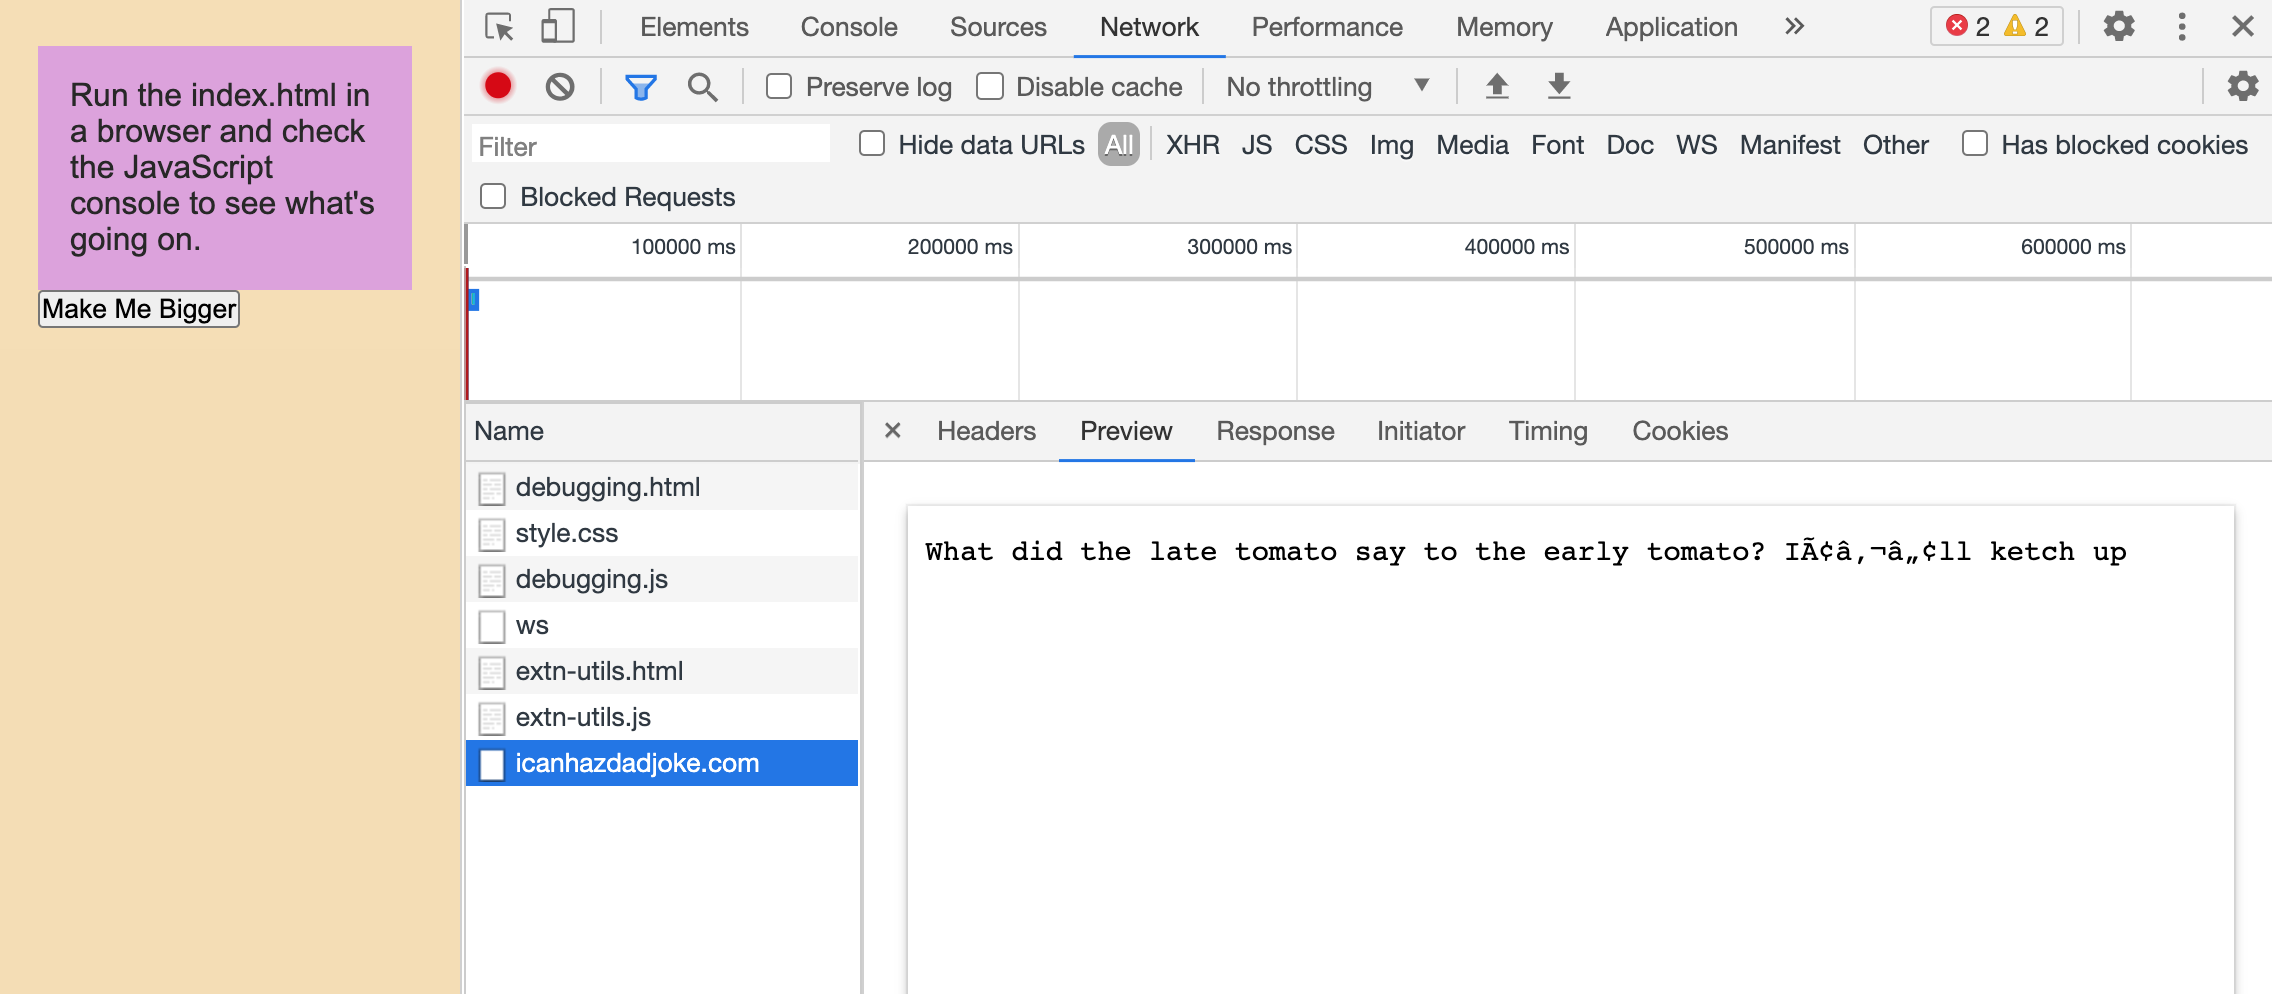 Run the index.html in
a browser and check
the JavaScript
console to see what's
going on.
Make Me Bigger
Elements Console Sources Network Performance Memory Application 2 2
Preserve log Disable cache No throttling
Filter Hide data URLs All XHR JS CSS Img Media Font Doc WS Manifest Other Has blocked cookies
Blocked Requests
100000 ms 200000 ms 300000 ms 400000 ms 500000 ms 600000 ms
Name
× Headers Preview Response Initiator Timing Cookies
debugging.html
style.css
debugging.js
ws
extn-utils.html
extn-utils.js
icanhazdadjoke.com
What did the late tomato say to the early tomato? IÃ¢â‚¬â„¢ll ketch up